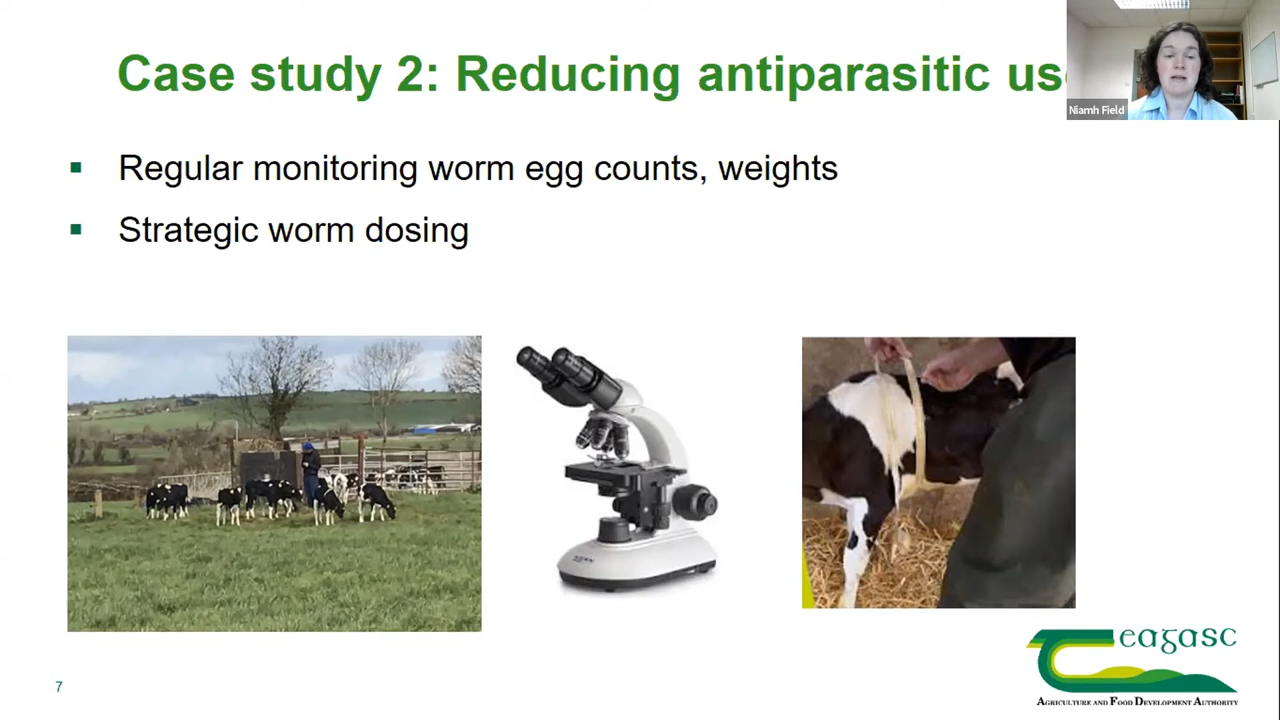 Case study 2: Reducing antiparasitic us
Niamh Field
▪ Regular monitoring worm egg counts, weights
▪ Strategic worm dosing
7
Teagasc
AGRICULTURE AND FOOD DEVELOPMENT AUTHORITY